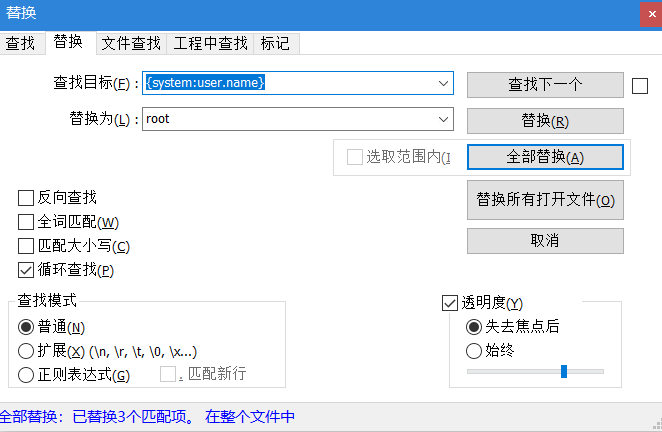 替换
查找 替换 文件查找 工程中查找 标记
查找目标(F) : {system:user.name} 查找下一个
替换为(L) : root 替换(R)
选取范围内(I 全部替换(A)
替换所有打开文件(O)
取消
反向查找
全词匹配(W)
匹配大小写(C)
循环查找(P)
查找模式
普通(N)
扩展(X) (\n, \r, \t, \0, \x...)
正则表达式(G) . 匹配新行
透明度(Y)
失去焦点后
始终
全部替换: 已替换3个匹配项。 在整个文件中